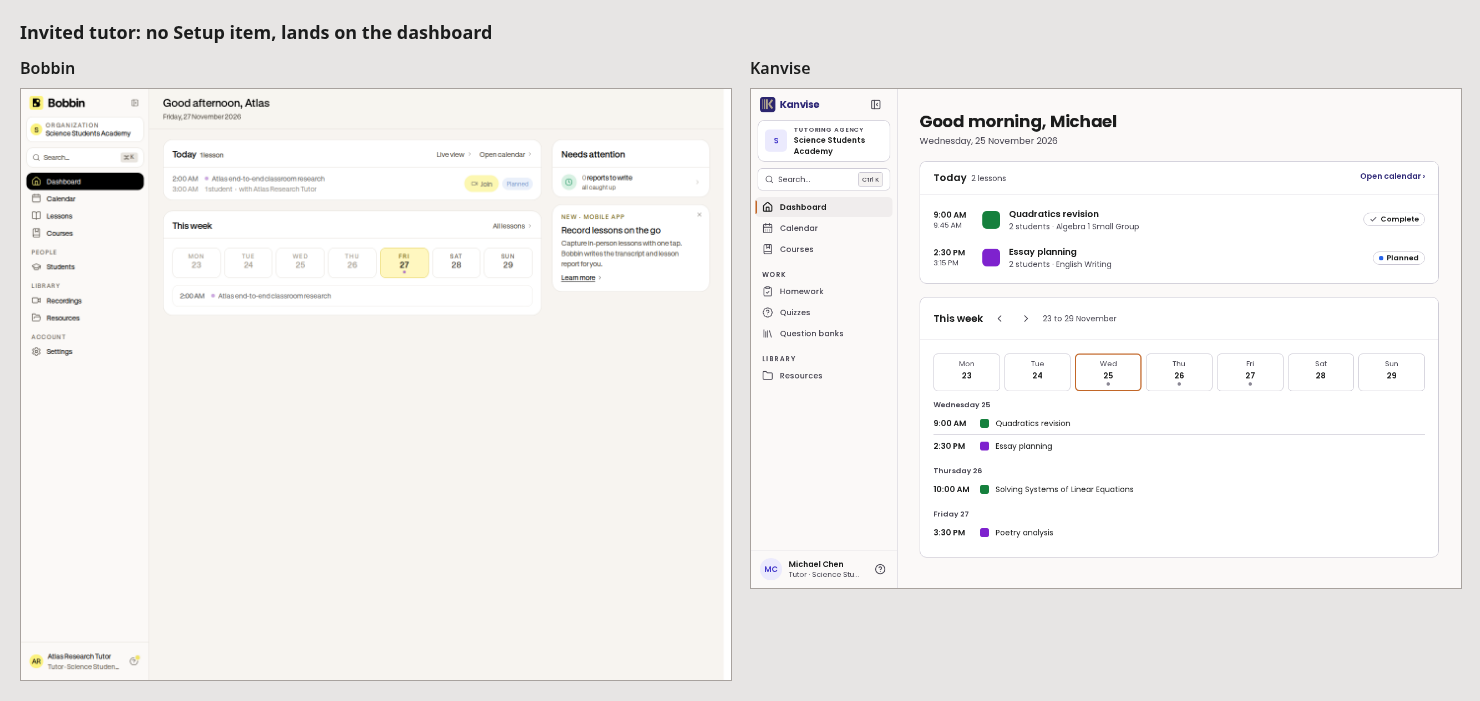 Invited tutor: no Setup item, lands on the dashboard
Bobbin
Bobbin
ORGANIZATION
S
Science Students Academy
Search...
⌘K
Dashboard
Calendar
Lessons
Courses
PEOPLE
Students
LIBRARY
Recordings
Resources
ACCOUNT
Settings
AR
Atlas Research Tutor
Tutor · Science Studen...
Good afternoon, Atlas
Friday, 27 November 2026
Today 1 lesson
Live view ›
Open calendar ›
2:00 AM
Atlas end-to-end classroom research
3:00 AM
1 student · with Atlas Research Tutor
Join
Planned
This week
All lessons ›
MON
23
TUE
24
WED
25
THU
26
FRI
27
SAT
28
SUN
29
2:00 AM
Atlas end-to-end classroom research
Needs attention
0 reports to write
all caught up
NEW · MOBILE APP
×
Record lessons on the go
Capture in-person lessons with one tap.
Bobbin writes the transcript and lesson
report for you.
Learn more ›
Kanvise
Kanvise
S
TUTORING AGENCY
Science Students
Academy
Search...
Ctrl K
Dashboard
Calendar
Courses
WORK
Homework
Quizzes
Question banks
LIBRARY
Resources
MC
Michael Chen
Tutor · Science Stu...
Good morning, Michael
Wednesday, 25 November 2026
Today 2 lessons
Open calendar ›
9:00 AM
9:45 AM
Quadratics revision
2 students · Algebra 1 Small Group
Complete
2:30 PM
3:15 PM
Essay planning
2 students · English Writing
Planned
This week
23 to 29 November
Mon
23
Tue
24
Wed
25
Thu
26
Fri
27
Sat
28
Sun
29
Wednesday 25
9:00 AM Quadratics revision
2:30 PM Essay planning
Thursday 26
10:00 AM Solving Systems of Linear Equations
Friday 27
3:30 PM Poetry analysis